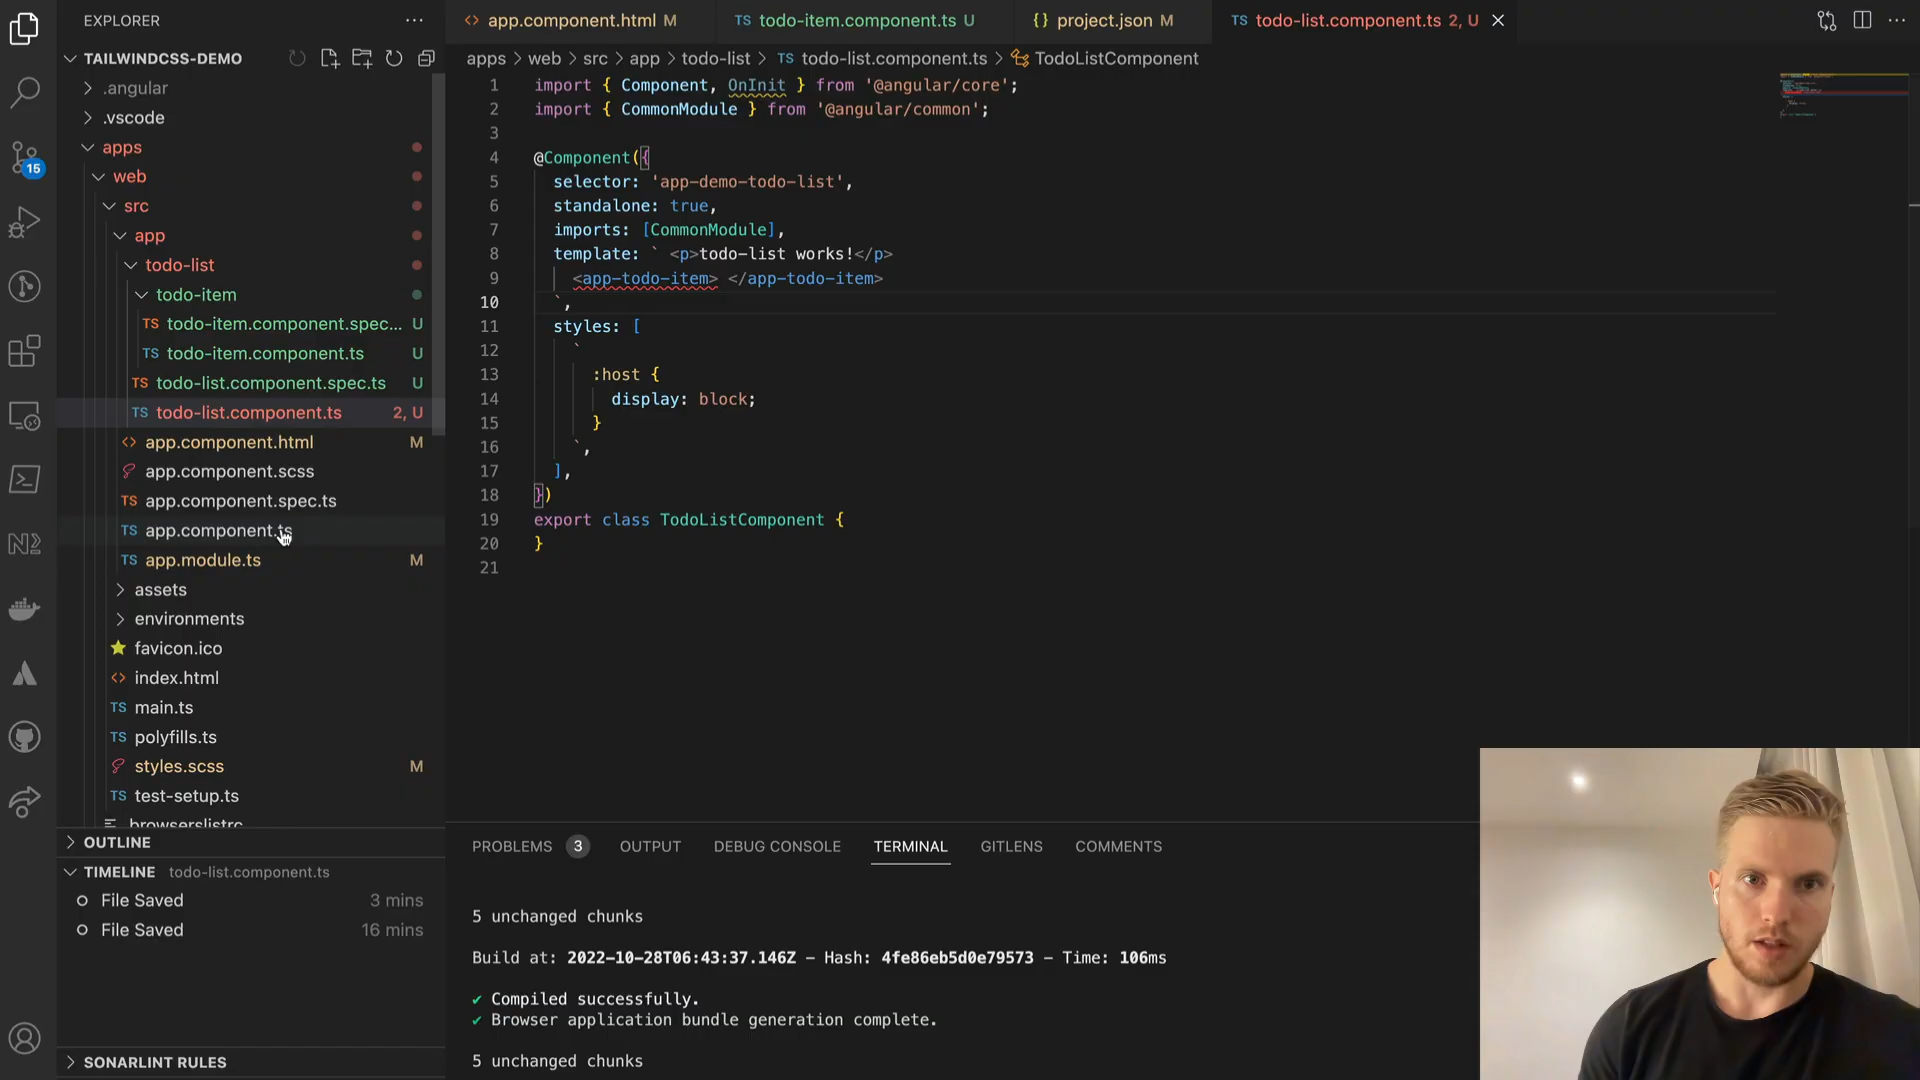 EXPLORER
TAILWINDCSS-DEMO
.angular
.vscode
apps
web
src
app
todo-list
todo-item
TS todo-item.component.spec... U
TS todo-item.component.ts U
TS todo-list.component.spec.ts U
TS todo-list.component.ts 2, U
<> app.component.html M
app.component.scss
TS app.component.spec.ts
TS app.component.ts
TS app.module.ts M
assets
environments
favicon.ico
<> index.html
TS main.ts
TS polyfills.ts
styles.scss M
TS test-setup.ts
browserslistrc
OUTLINE
TIMELINE todo-list.component.ts
File Saved 3 mins
File Saved 16 mins
SONARLINT RULES
15
<> app.component.html M
TS todo-item.component.ts U
{} project.json M
TS todo-list.component.ts 2, U
apps > web > src > app > todo-list > TS todo-list.component.ts > TodoListComponent
1 import { Component, OnInit } from '@angular/core';
2 import { CommonModule } from '@angular/common';
3
4 @Component({
5 selector: 'app-demo-todo-list',
6 standalone: true,
7 imports: [CommonModule],
8 template: ` <p>todo-list works!</p>
9 <app-todo-item> </app-todo-item>
10 `,
11 styles: [
12 `
13 :host {
14 display: block;
15 }
16 `,
17 ],
18 })
19 export class TodoListComponent {
20 }
21
PROBLEMS 3 OUTPUT DEBUG CONSOLE TERMINAL GITLENS COMMENTS
5 unchanged chunks
Build at: 2022-10-28T06:43:37.146Z - Hash: 4fe86eb5d0e79573 - Time: 106ms
✔ Compiled successfully.
✔ Browser application bundle generation complete.
5 unchanged chunks